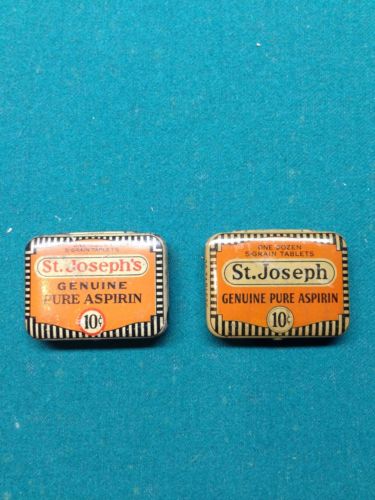 5-GRAIN TABLETS
St. Joseph's
GENUINE
PURE ASPIRIN
10¢
ONE DOZEN
5-GRAIN TABLETS
St. Joseph
GENUINE PURE ASPIRIN
10¢